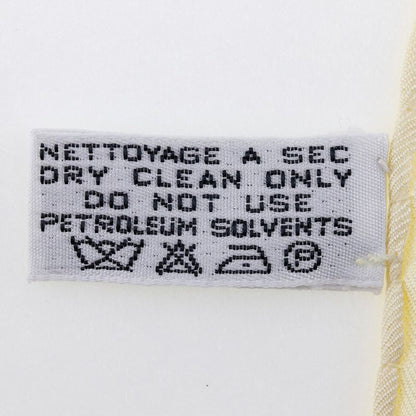 NETTOYAGE A SEC
DRY CLEAN ONLY
DO NOT USE
PETROLEUM SOLVENTS
P